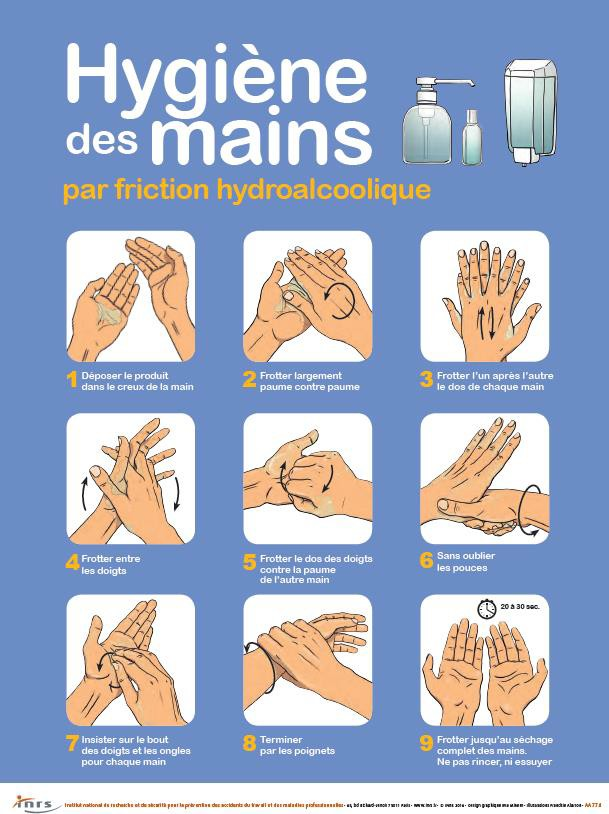 Hygiène
des mains
par friction hydroalcoolique
1 Déposer le produit
dans le creux de la main
2 Frotter largement
paume contre paume
3 Frotter l'un après l'autre
le dos de chaque main
4 Frotter entre
les doigts
5 Frotter le dos des doigts
contre la paume
de l'autre main
6 Sans oublier
les pouces
7 Insister sur le bout
des doigts et les ongles
pour chaque main
8 Terminer
par les poignets
20 à 30 sec.
9 Frotter jusqu'au séchage
complet des mains.
Ne pas rincer, ni essuyer
inrs
Institut national de recherche et de sécurité pour la prévention des accidents du travail et des maladies professionnelles • 75011 Paris • www.inrs.fr •